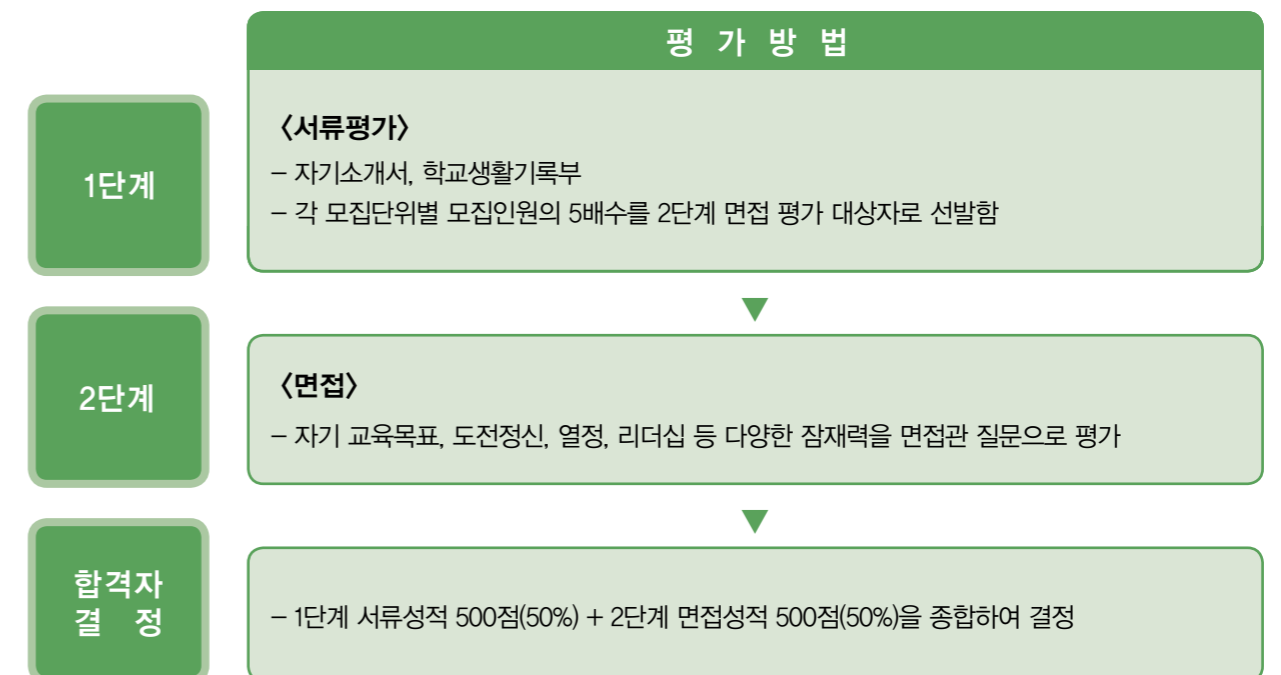 평 가 방 법
1단계
〈서류평가〉
– 자기소개서, 학교생활기록부
– 각 모집단위별 모집인원의 5배수를 2단계 면접 평가 대상자로 선발함
2단계
〈면접〉
– 자기 교육목표, 도전정신, 열정, 리더십 등 다양한 잠재력을 면접관 질문으로 평가
합격자
결 정
– 1단계 서류성적 500점(50%) + 2단계 면접성적 500점(50%)을 종합하여 결정